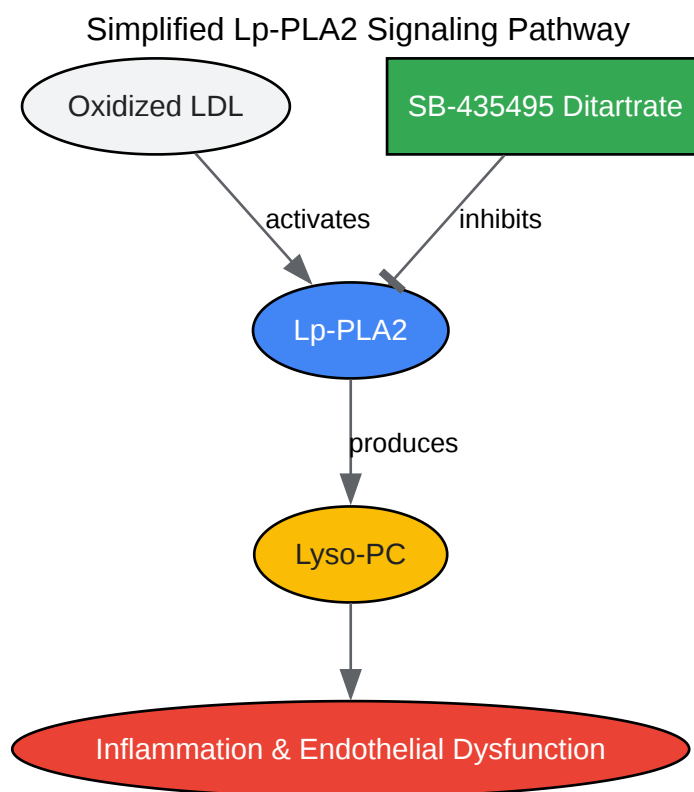 Simplified Lp-PLA2 Signaling Pathway
Oxidized LDL
SB-435495 Ditartrate
activates
inhibits
Lp-PLA2
produces
Lyso-PC
Inflammation & Endothelial Dysfunction